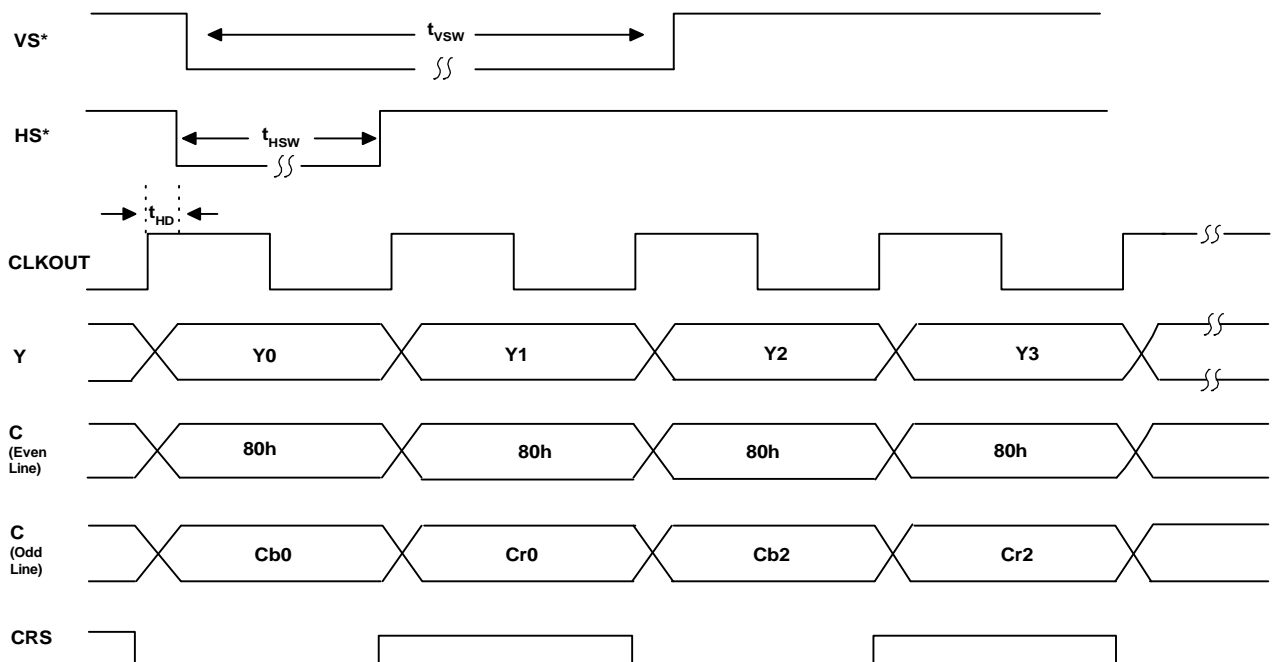 VS*
tVSW
HS*
tHSW
tHD
CLKOUT
Y
Y0 Y1 Y2 Y3
C
(Even
Line)
80h 80h 80h 80h
C
(Odd
Line)
Cb0 Cr0 Cb2 Cr2
CRS